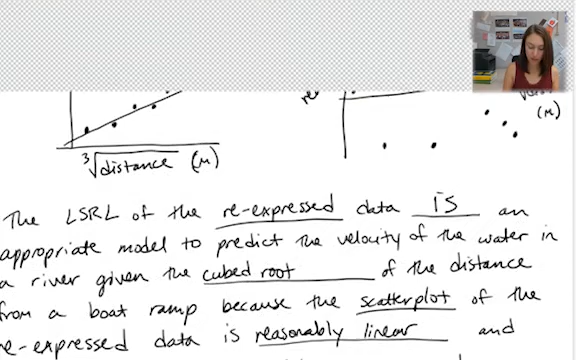 ³√distance (M)
(M)
The LSRL of the re-expressed data is an
appropriate model to predict the velocity of the water in
a river given the cubed root of the distance
from a boat ramp because the scatterplot of the
re-expressed data is reasonably linear and